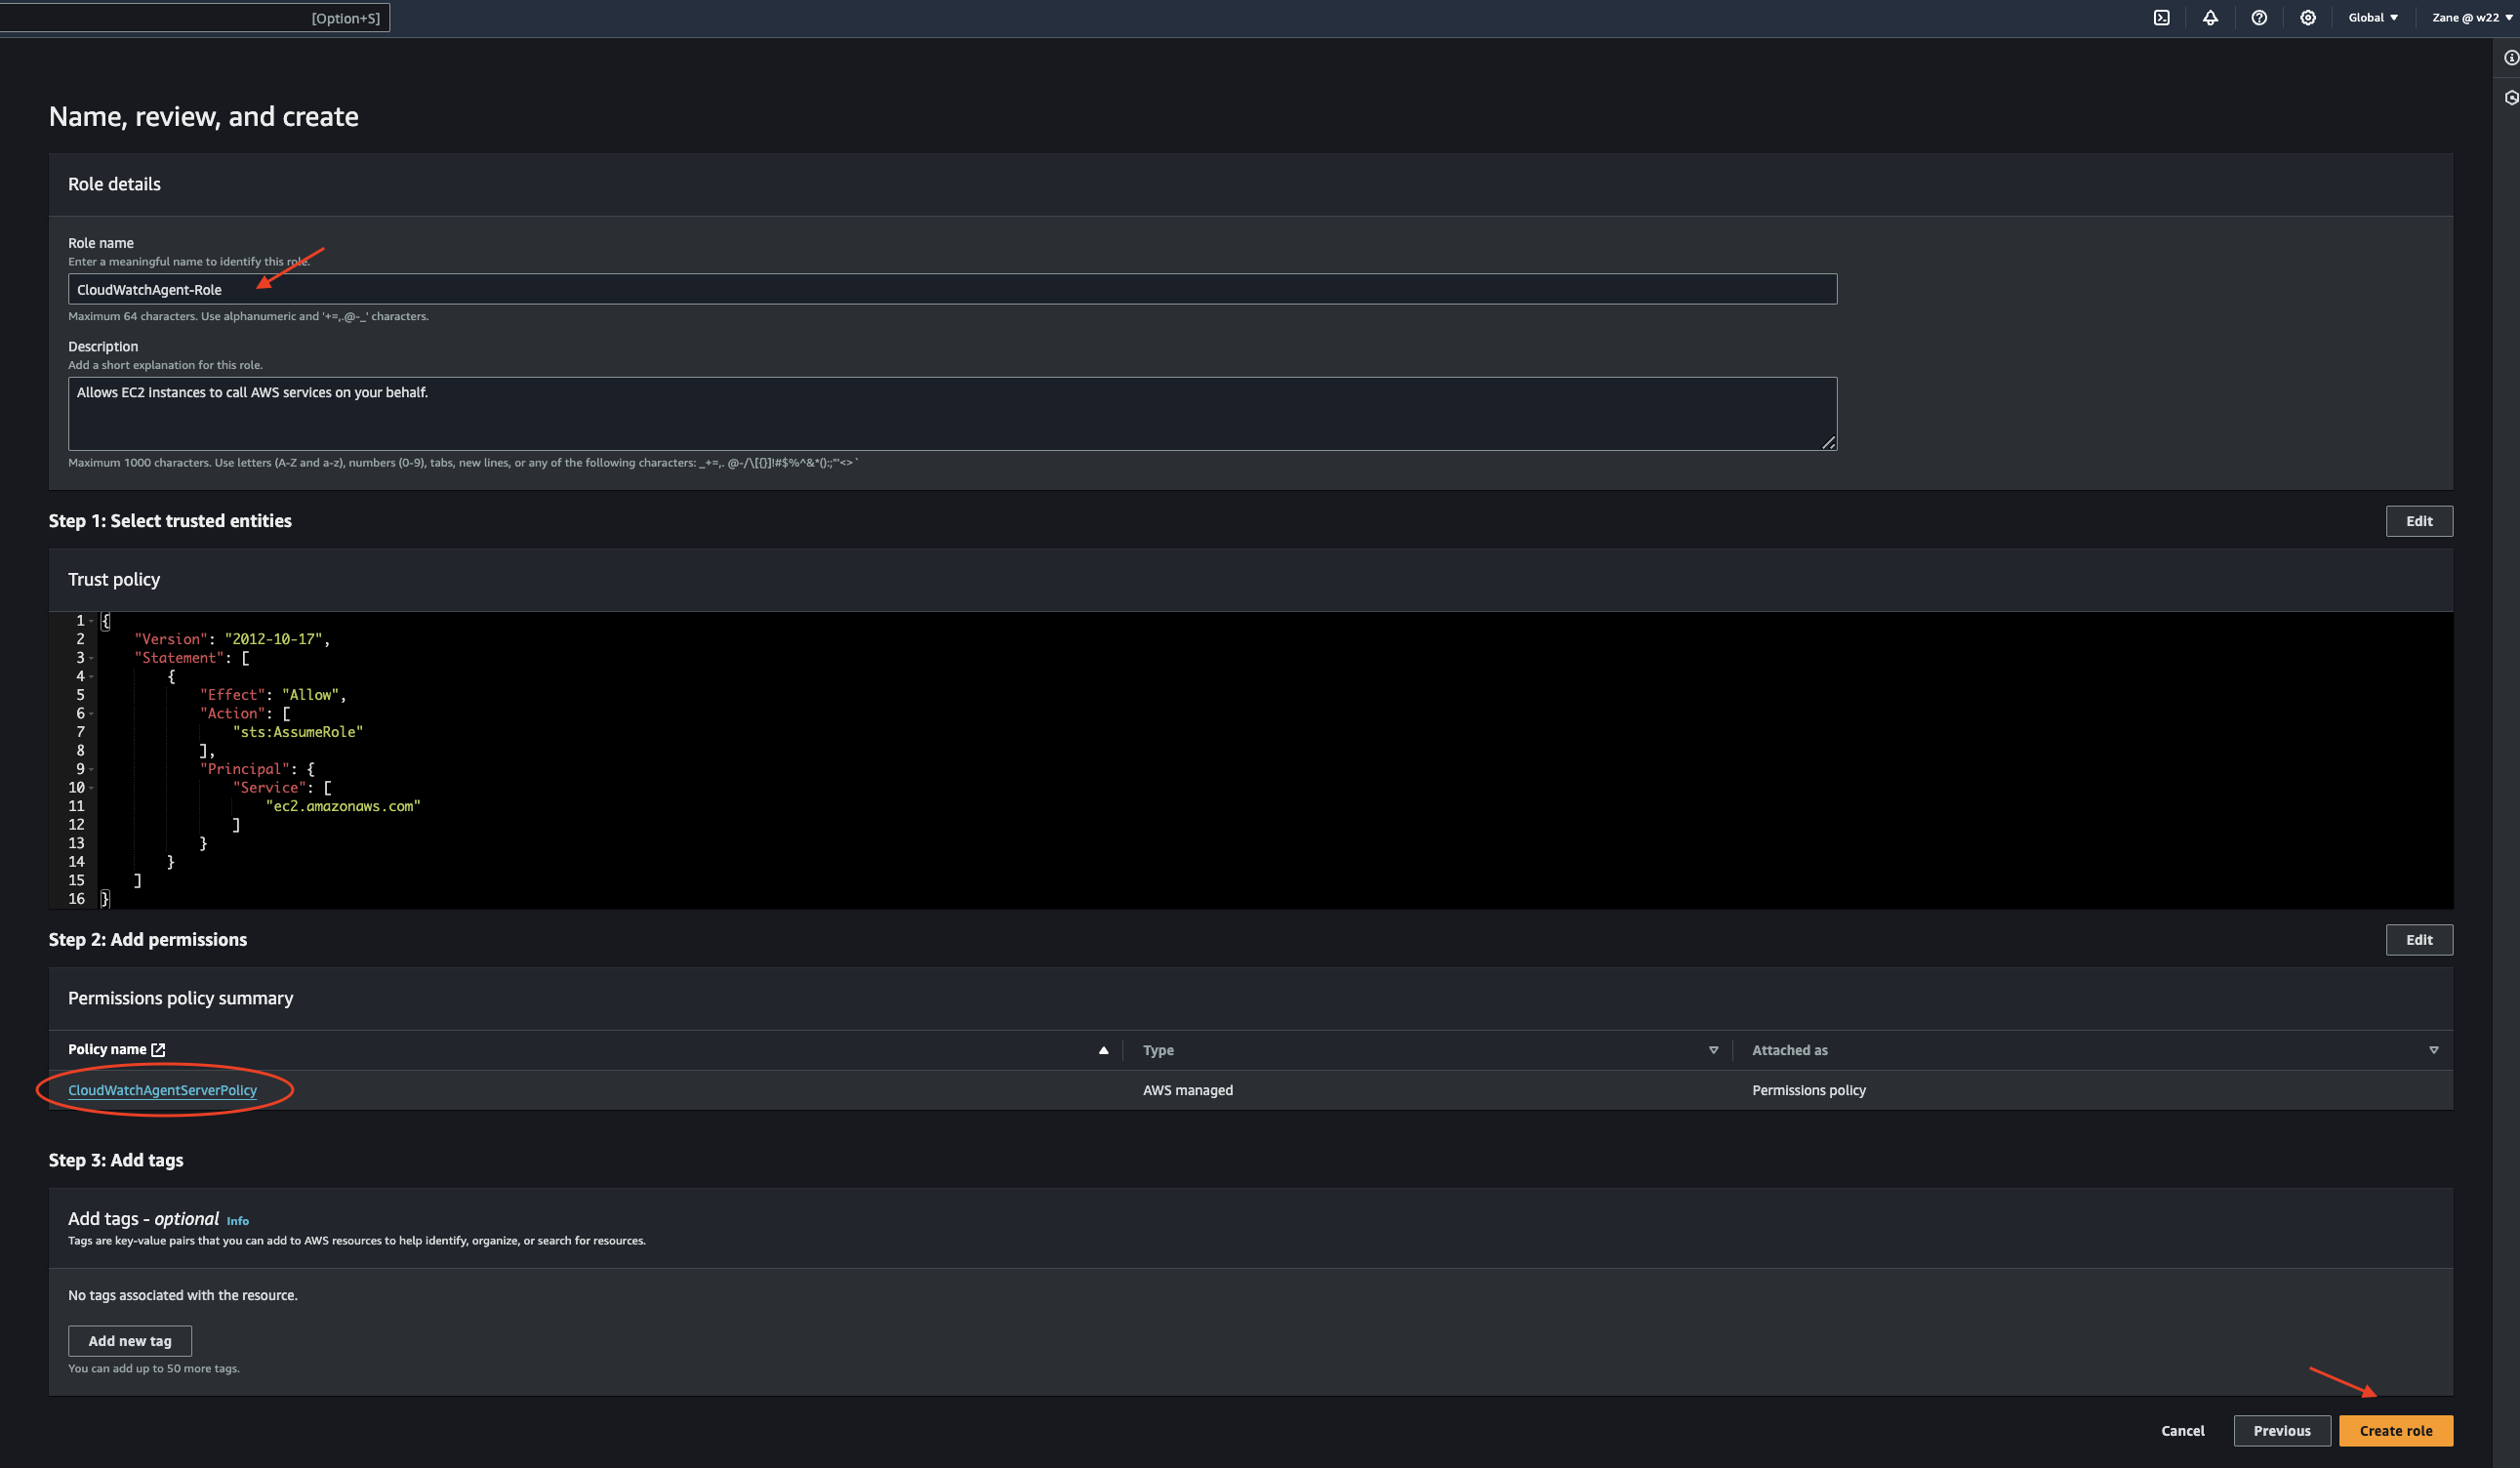 [Option+S]
Global
Zane @ w22
Name, review, and create
Role details
Role name
Enter a meaningful name to identify this role.
CloudWatchAgent-Role
Maximum 64 characters. Use alphanumeric and '+=,.@-_' characters.
Description
Add a short explanation for this role.
Allows EC2 instances to call AWS services on your behalf.
Maximum 1000 characters. Use letters (A-Z and a-z), numbers (0-9), tabs, new lines, or any of the following characters: _+=,. @-/\[{}]!#$%^&*();:"'<>`
Step 1: Select trusted entities
Edit
Trust policy
1 {
2 "Version": "2012-10-17",
3 "Statement": [
4 {
5 "Effect": "Allow",
6 "Action": [
7 "sts:AssumeRole"
8 ],
9 "Principal": {
10 "Service": [
11 "ec2.amazonaws.com"
12 ]
13 }
14 }
15 ]
16 }
Step 2: Add permissions
Edit
Permissions policy summary
Policy name
Type
Attached as
CloudWatchAgentServerPolicy
AWS managed
Permissions policy
Step 3: Add tags
Add tags - optional Info
Tags are key-value pairs that you can add to AWS resources to help identify, organize, or search for resources.
No tags associated with the resource.
Add new tag
You can add up to 50 more tags.
Cancel
Previous
Create role